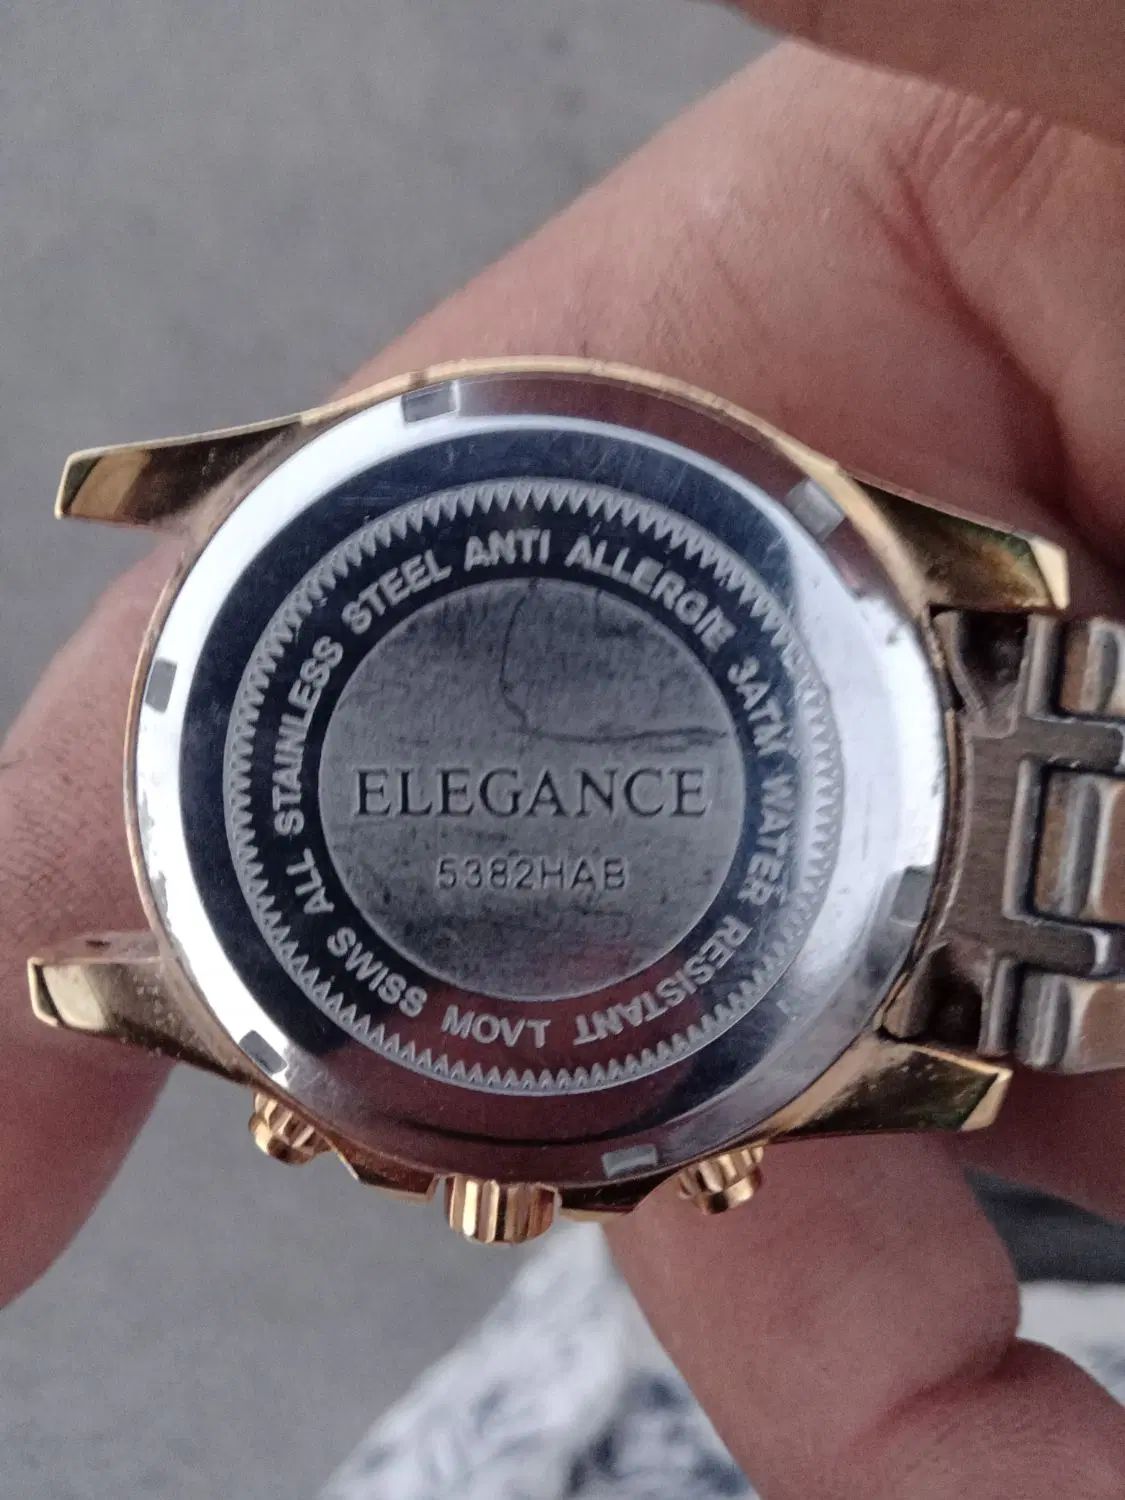 ALL STAINLESS STEEL ANTI ALLERGIE 3ATM WATER RESISTANT SWISS MOVT
ELEGANCE
5382HAB